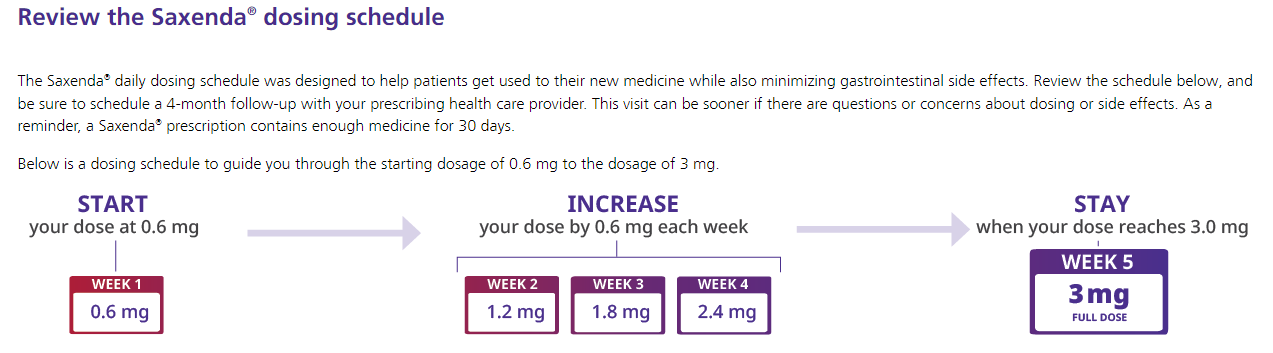 Review the Saxenda® dosing schedule
The Saxenda® daily dosing schedule was designed to help patients get used to their new medicine while also minimizing gastrointestinal side effects. Review the schedule below, and
be sure to schedule a 4-month follow-up with your prescribing health care provider. This visit can be sooner if there are questions or concerns about dosing or side effects. As a
reminder, a Saxenda® prescription contains enough medicine for 30 days.
Below is a dosing schedule to guide you through the starting dosage of 0.6 mg to the dosage of 3 mg.
START
your dose at 0.6 mg
WEEK 1
0.6 mg
INCREASE
your dose by 0.6 mg each week
WEEK 2
1.2 mg
WEEK 3
1.8 mg
WEEK 4
2.4 mg
STAY
when your dose reaches 3.0 mg
WEEK 5
3mg
FULL DOSE